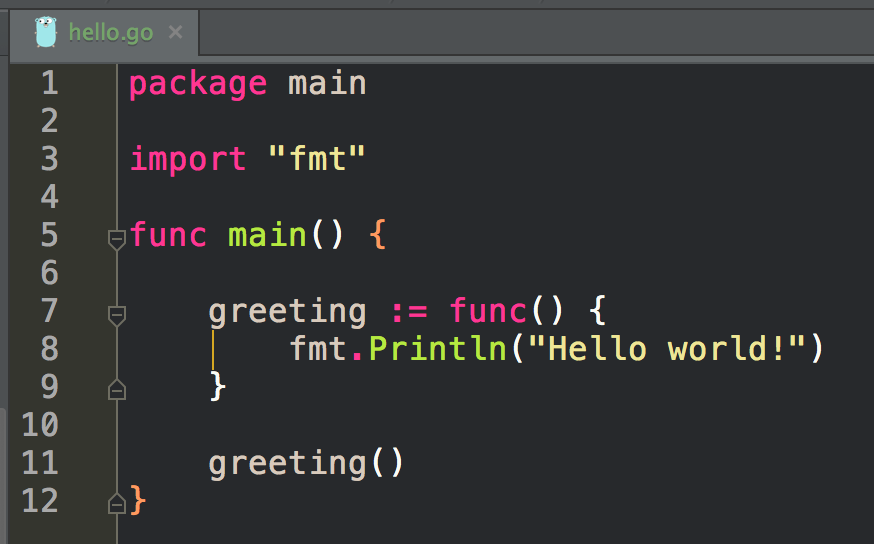 hello.go ×
1 package main
2
3 import "fmt"
4
5 func main() {
6
7     greeting := func() {
8         fmt.Println("Hello world!")
9     }
10
11     greeting()
12 }